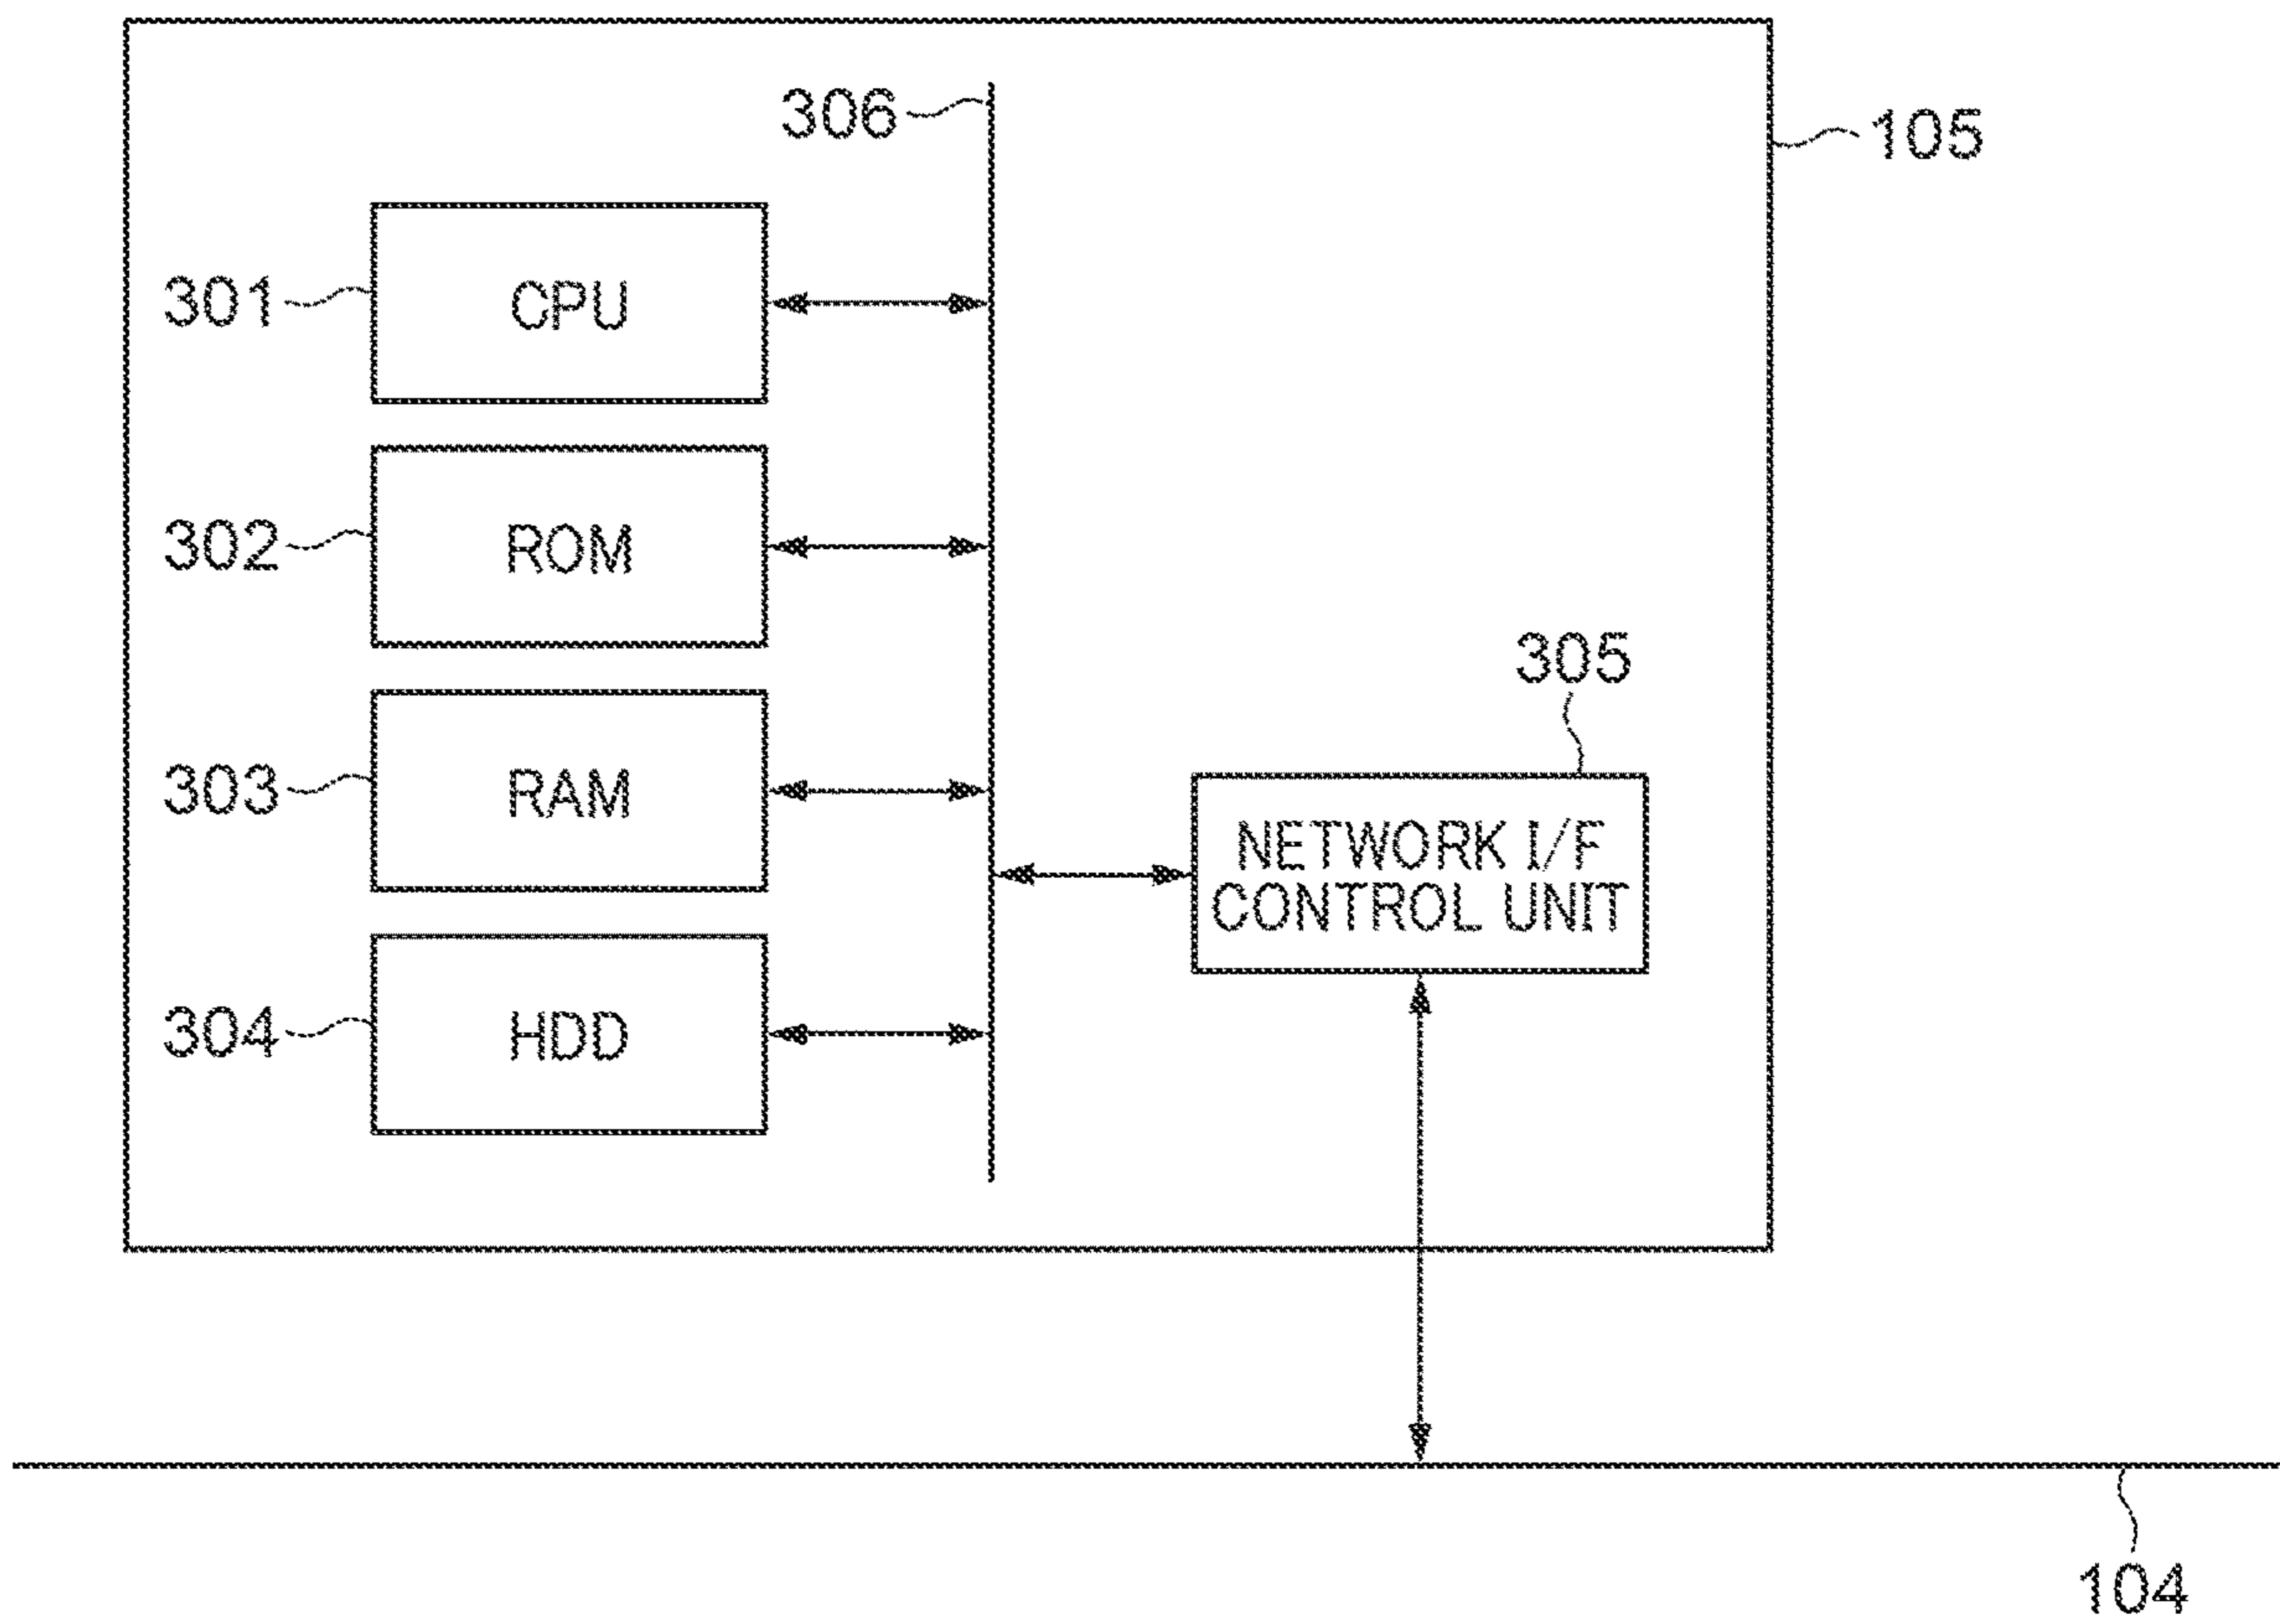 306
105
301
CPU
302
ROM
305
303
RAM
NETWORK I/F
CONTROL UNIT
304
HDD
104